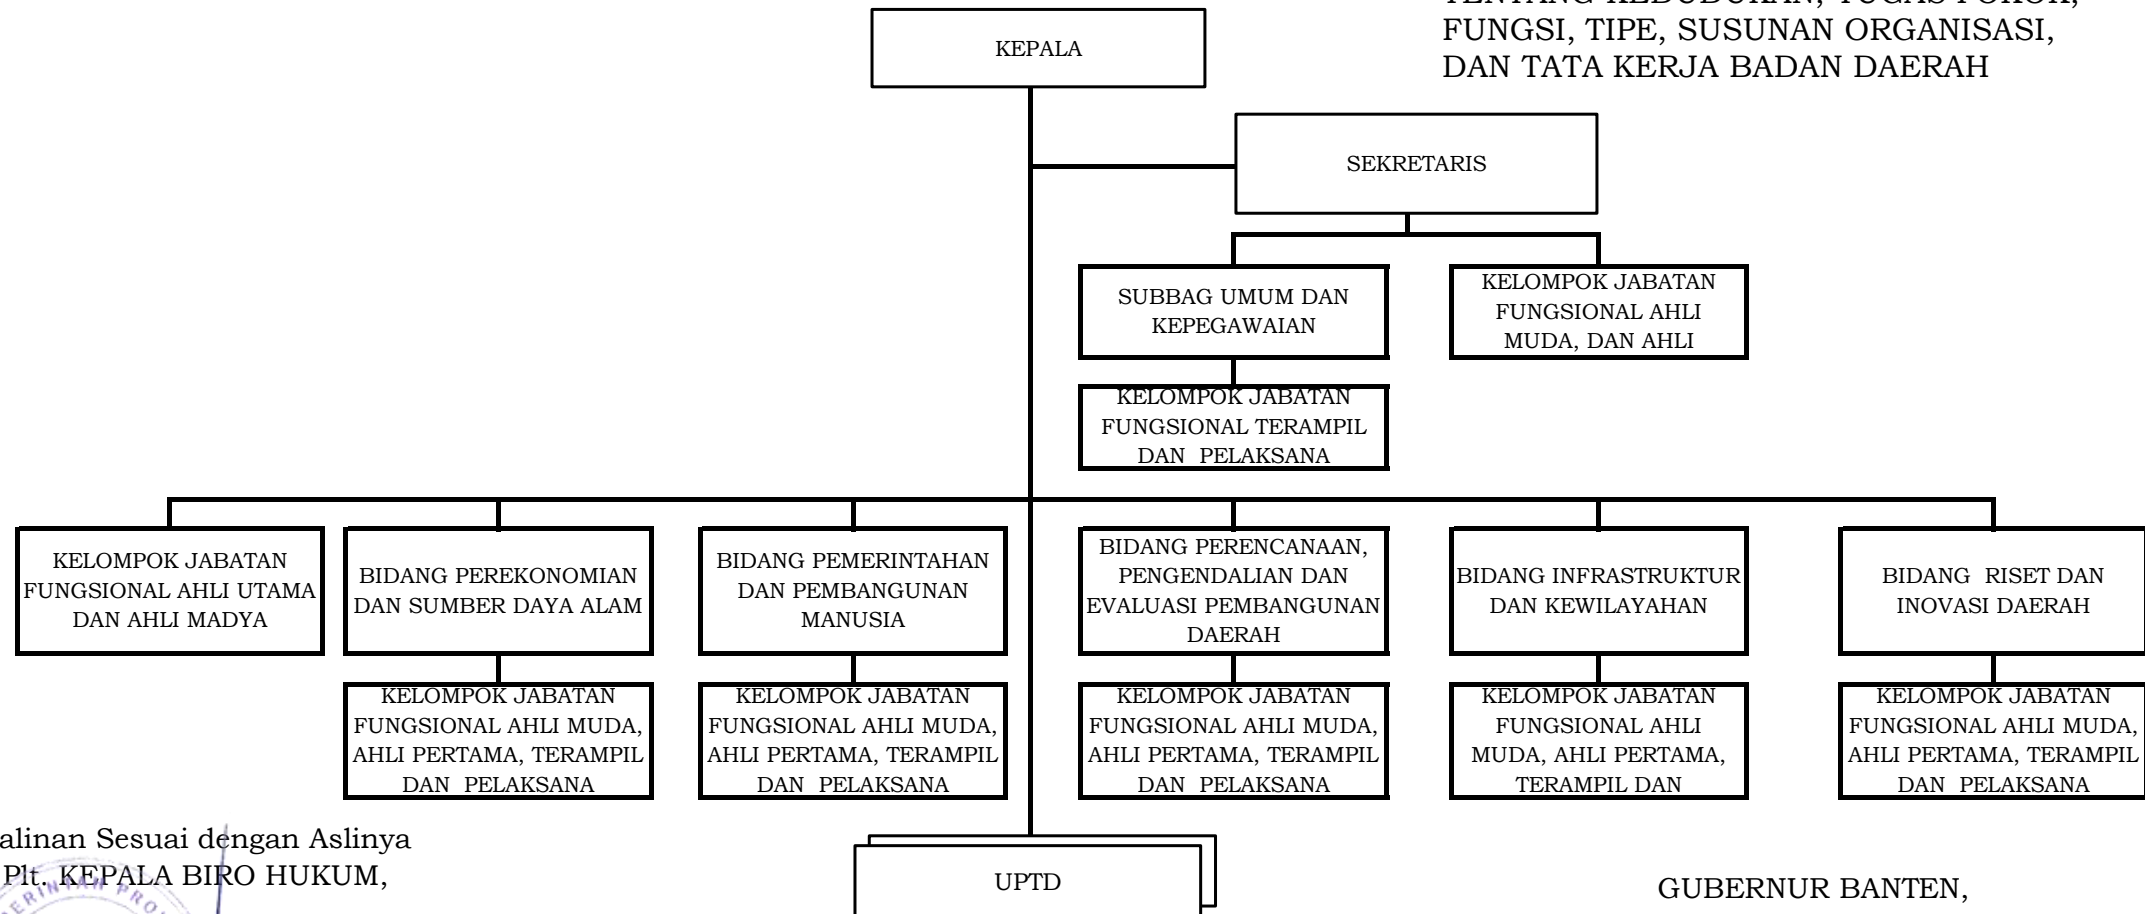 TENTANG KEDUDUKAN, TUGAS POKOK,
FUNGSI, TIPE, SUSUNAN ORGANISASI,
DAN TATA KERJA BADAN DAERAH
KEPALA
SEKRETARIS
SUBBAG UMUM DAN
KEPEGAWAIAN
KELOMPOK JABATAN
FUNGSIONAL AHLI
MUDA, DAN AHLI
KELOMPOK JABATAN
FUNGSIONAL TERAMPIL
DAN PELAKSANA
KELOMPOK JABATAN
FUNGSIONAL AHLI UTAMA
DAN AHLI MADYA
BIDANG PEREKONOMIAN
DAN SUMBER DAYA ALAM
BIDANG PEMERINTAHAN
DAN PEMBANGUNAN
MANUSIA
BIDANG PERENCANAAN,
PENGENDALIAN DAN
EVALUASI PEMBANGUNAN
DAERAH
BIDANG INFRASTRUKTUR
DAN KEWILAYAHAN
BIDANG RISET DAN
INOVASI DAERAH
KELOMPOK JABATAN
FUNGSIONAL AHLI MUDA,
AHLI PERTAMA, TERAMPIL
DAN PELAKSANA
KELOMPOK JABATAN
FUNGSIONAL AHLI MUDA,
AHLI PERTAMA, TERAMPIL
DAN PELAKSANA
KELOMPOK JABATAN
FUNGSIONAL AHLI MUDA,
AHLI PERTAMA, TERAMPIL
DAN PELAKSANA
KELOMPOK JABATAN
FUNGSIONAL AHLI
MUDA, AHLI PERTAMA,
TERAMPIL DAN
KELOMPOK JABATAN
FUNGSIONAL AHLI MUDA,
AHLI PERTAMA, TERAMPIL
DAN PELAKSANA
alinan Sesuai dengan Aslinya
Plt. KEPALA BIRO HUKUM,
UPTD
GUBERNUR BANTEN,